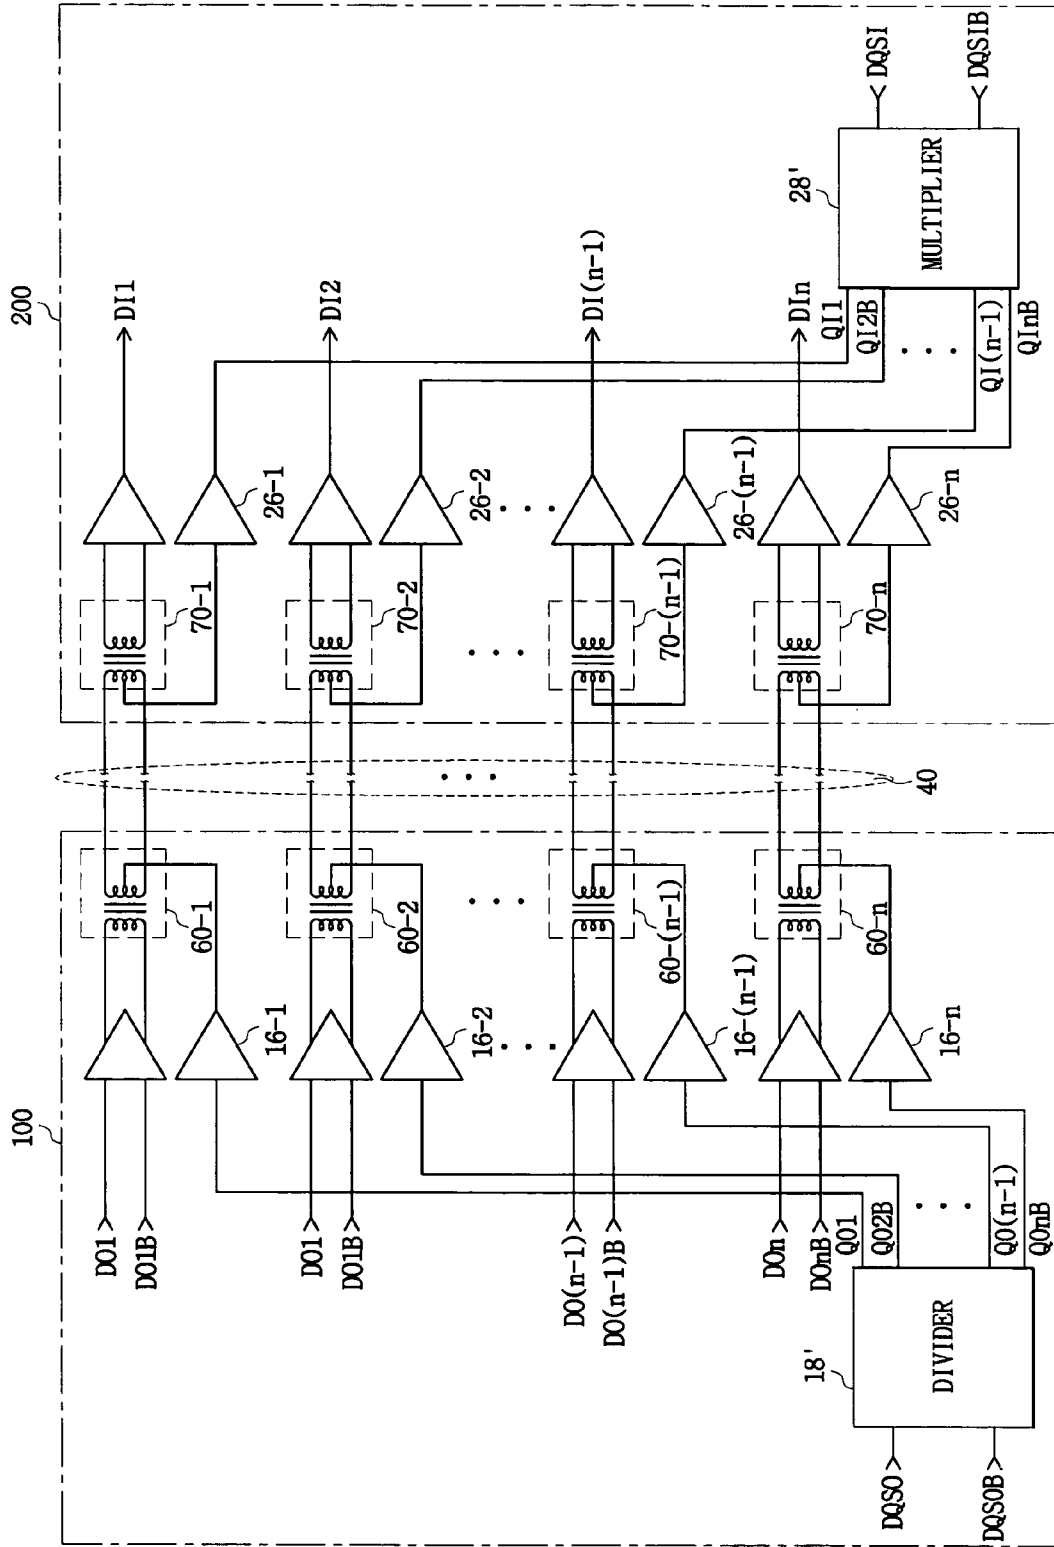 100
200
DO1
DO1B
16-1
60-1
70-1
26-1
DI1
DO1
DO1B
16-2
60-2
70-2
26-2
DI2
DO(n-1)
DO(n-1)B
16-(n-1)
60-(n-1)
70-(n-1)
26-(n-1)
DI(n-1)
DOn
DOnB
16-n
60-n
70-n
26-n
DIn
40
QO1
QO2B
QO(n-1)
QOnB
18'
DIVIDER
DQSO
DQSOB
QI1
QI2B
QI(n-1)
QInB
28'
MULTIPLIER
DQSI
DQSIB